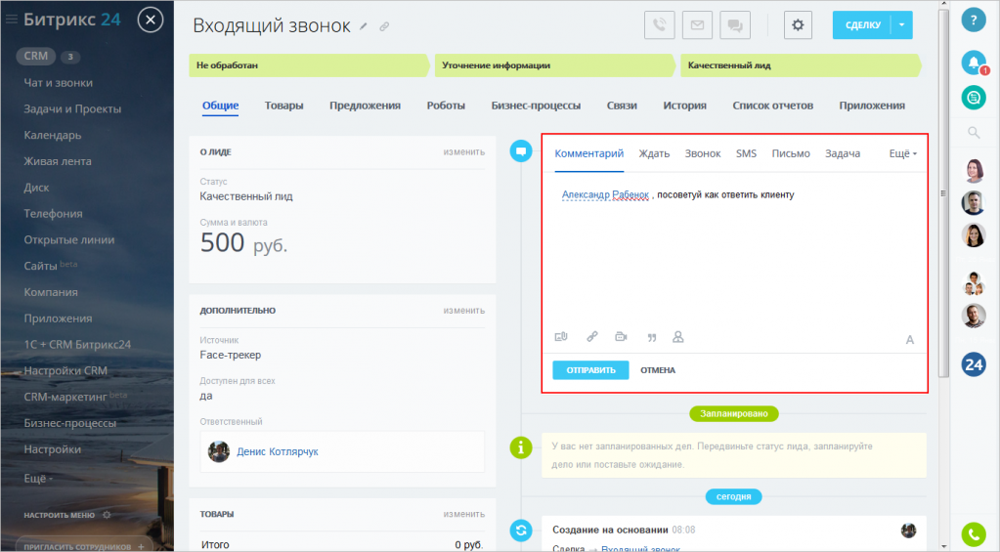 Битрикс 24
CRM 3
Чат и звонки
Задачи и Проекты
Календарь
Живая лента
Диск
Телефония
Открытые линии
Сайты beta
Компания
Приложения
1С + CRM Битрикс24
Настройки CRM
CRM-маркетинг beta
Бизнес-процессы
Настройки
Ещё
НАСТРОИТЬ МЕНЮ
ПРИГЛАСИТЬ СОТРУДНИКОВ +
Входящий звонок
СДЕЛКУ
Не обработан
Уточнение информации
Качественный лид
Общие Товары Предложения Роботы Бизнес-процессы Связи История Список отчетов Приложения
О ЛИДЕ изменить
Статус
Качественный лид
Сумма и валюта
500 руб.
ДОПОЛНИТЕЛЬНО изменить
Источник
Face-трекер
Доступен для всех
да
Ответственный
Денис Котлярчук
ТОВАРЫ изменить
Итого 0 руб.
Комментарий Ждать Звонок SMS Письмо Задача Ещё
Александр Рабенок , посоветуй как ответить клиенту
A
ОТПРАВИТЬ ОТМЕНА
Запланировано
У вас нет запланированных дел. Передвиньте статус лида, запланируйте
дело или поставьте ожидание.
сегодня
Создание на основании 08:08
Сделка → Входящий звонок
?
1
24